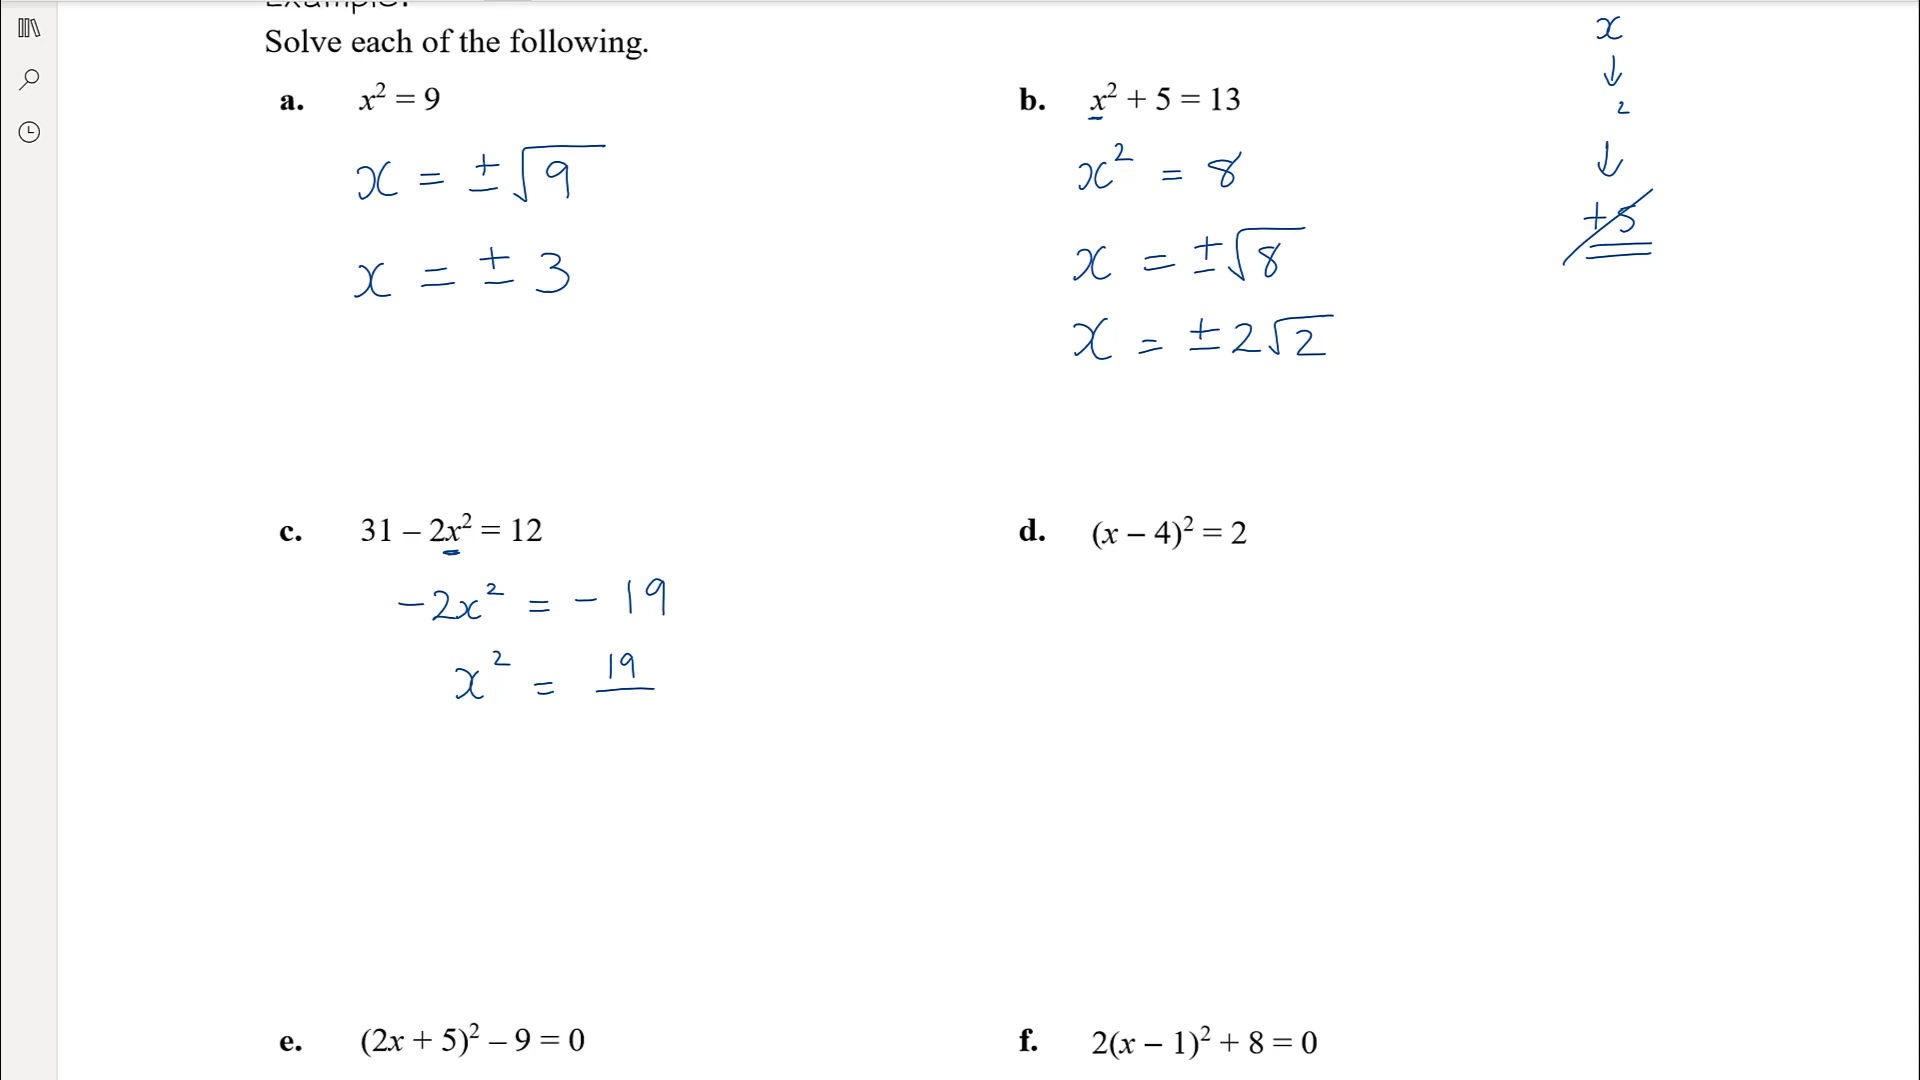 Example:
Solve each of the following.
a. x² = 9
x = ±√9
x = ± 3
b. x² + 5 = 13
x² = 8
x = ±√8
x = ±2√2
x
↓
2
↓
+5
c. 31 – 2x² = 12
-2x² = - 19
x² = 19/
d. (x – 4)² = 2
e. (2x + 5)² – 9 = 0
f. 2(x – 1)² + 8 = 0